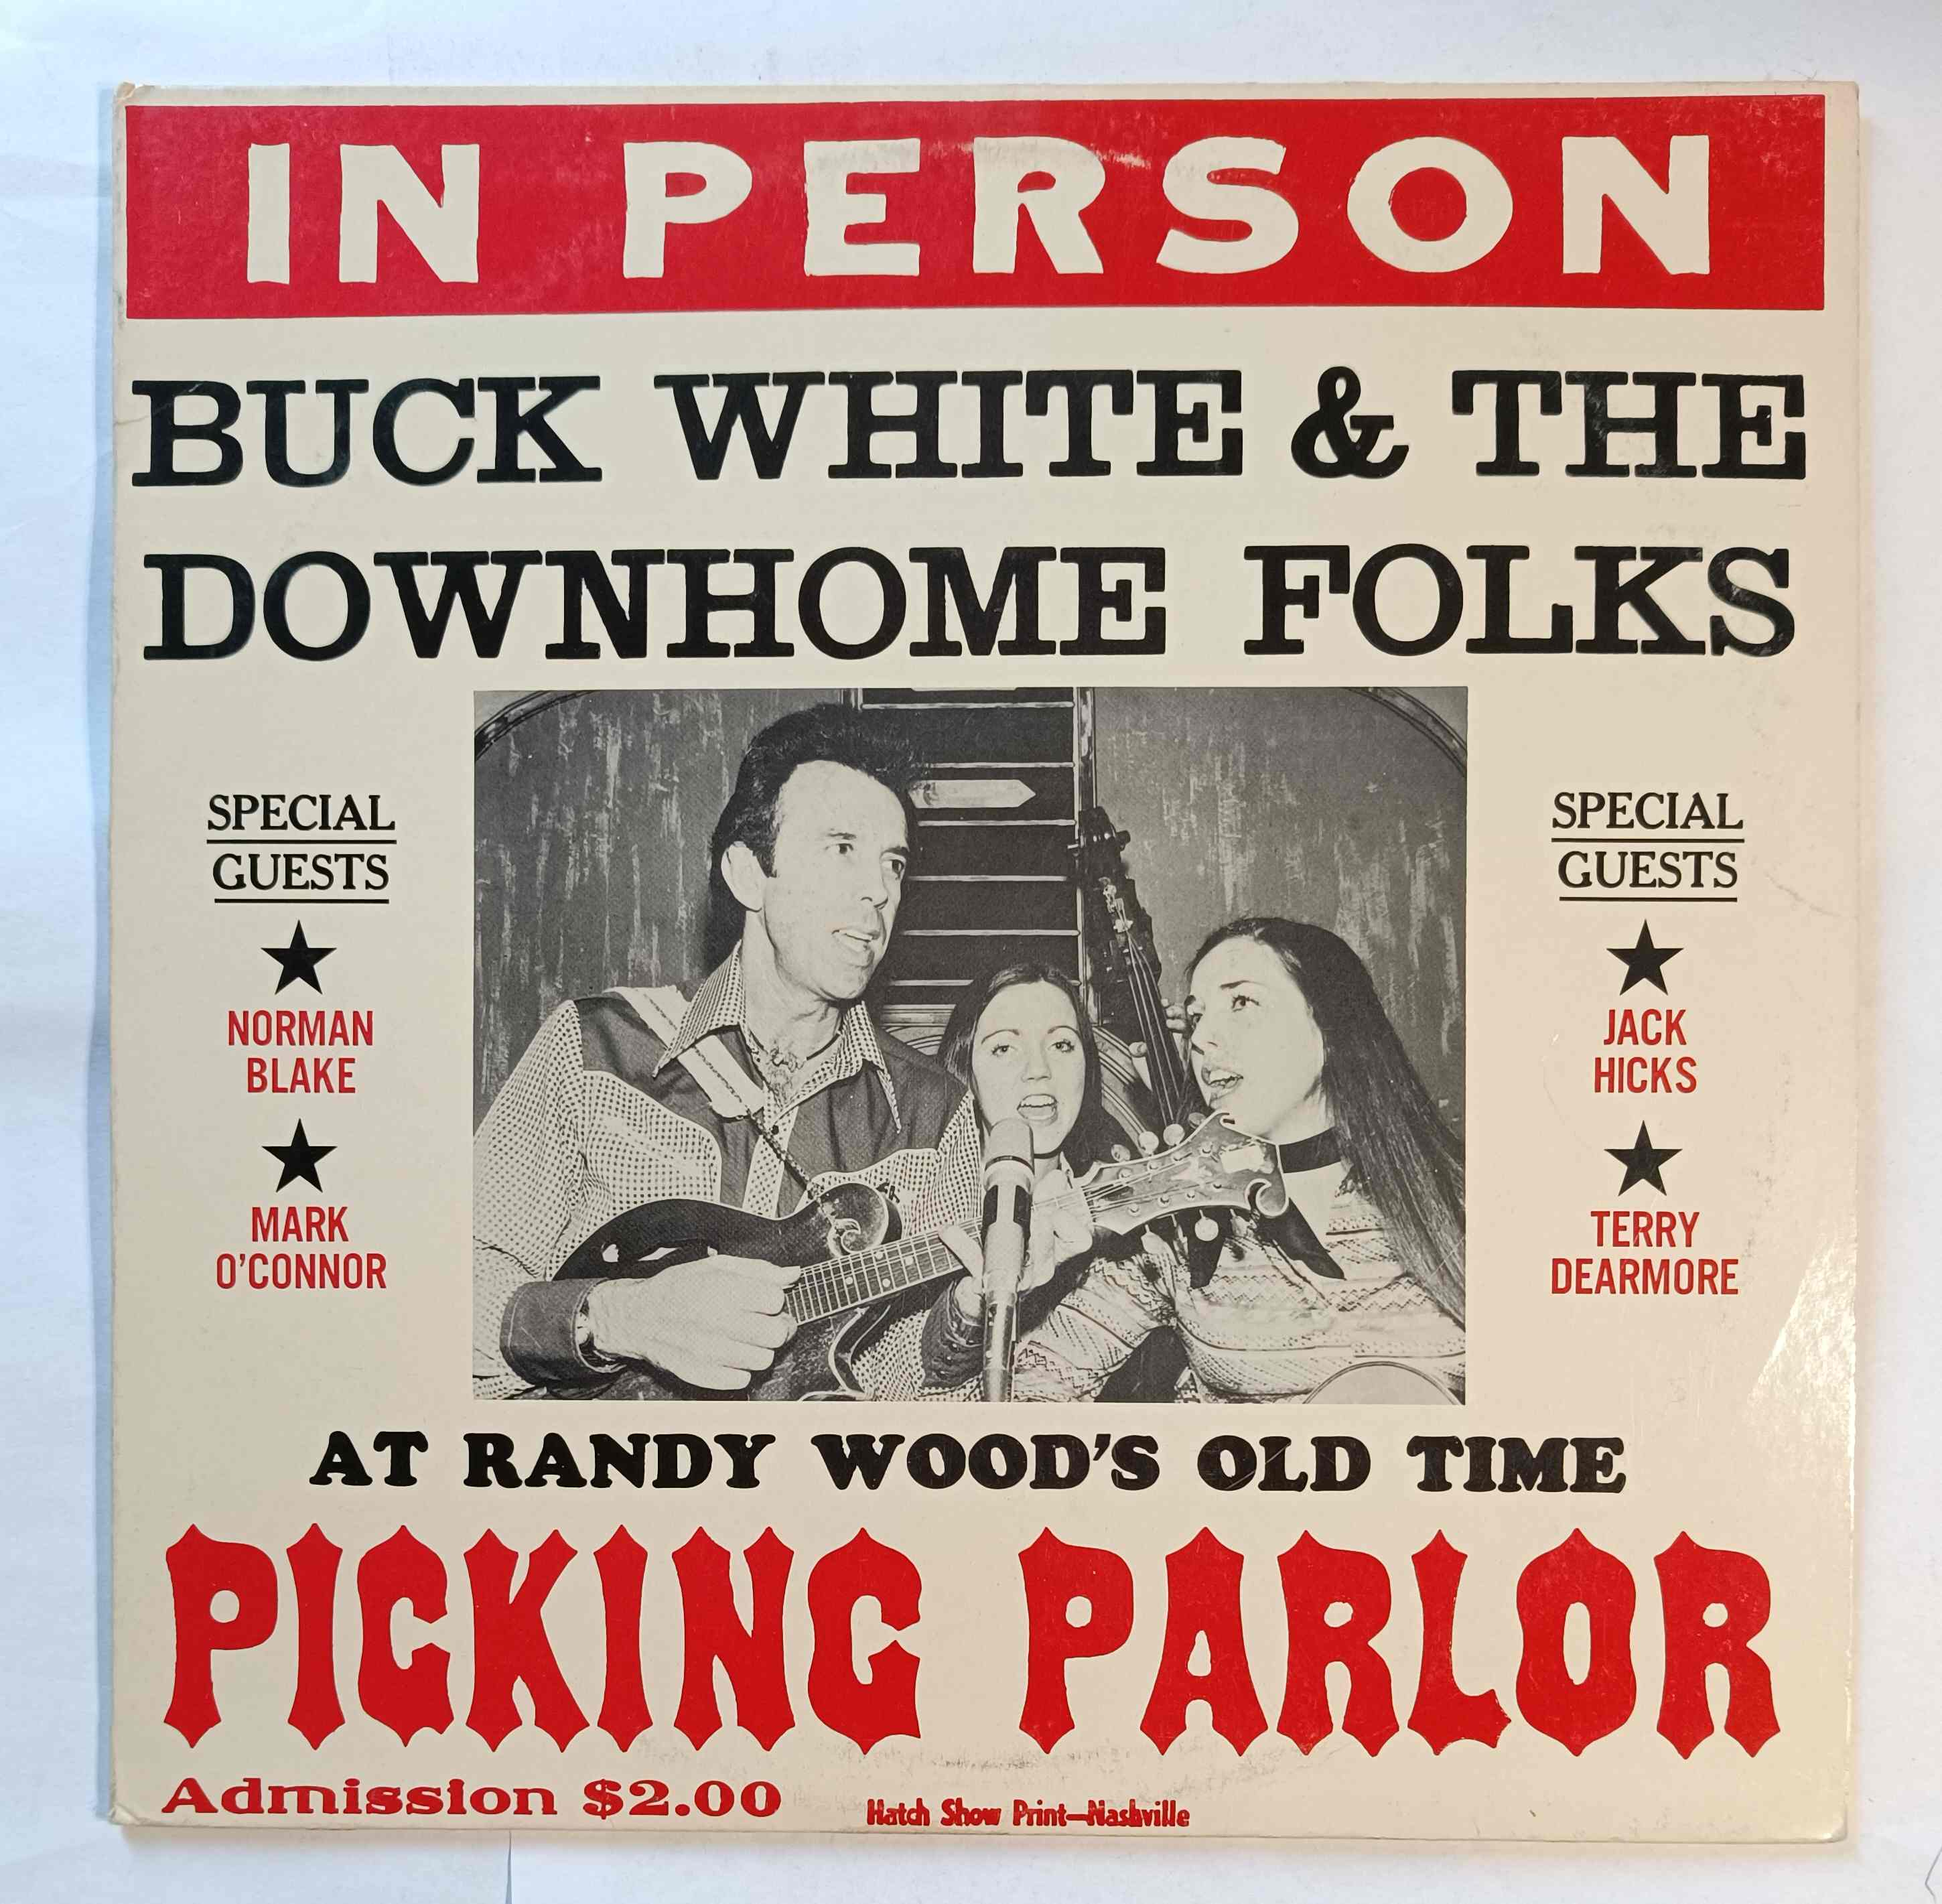 IN PERSON
BUCK WHITE & THE
DOWNHOME FOLKS
SPECIAL
GUESTS
NORMAN
BLAKE
MARK
O'CONNOR
SPECIAL
GUESTS
JACK
HICKS
TERRY
DEARMORE
AT RANDY WOOD'S OLD TIME
PICKING PARLOR
Admission $2.00
Hatch Show Print—Nashville